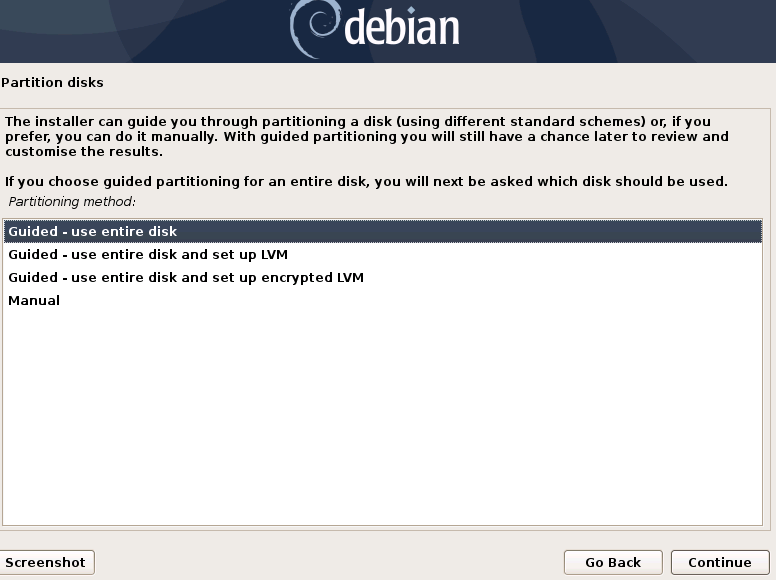 debian
Partition disks
The installer can guide you through partitioning a disk (using different standard schemes) or, if you
prefer, you can do it manually. With guided partitioning you will still have a chance later to review and
customise the results.
If you choose guided partitioning for an entire disk, you will next be asked which disk should be used.
Partitioning method:
Guided - use entire disk
Guided - use entire disk and set up LVM
Guided - use entire disk and set up encrypted LVM
Manual
Screenshot
Go Back
Continue